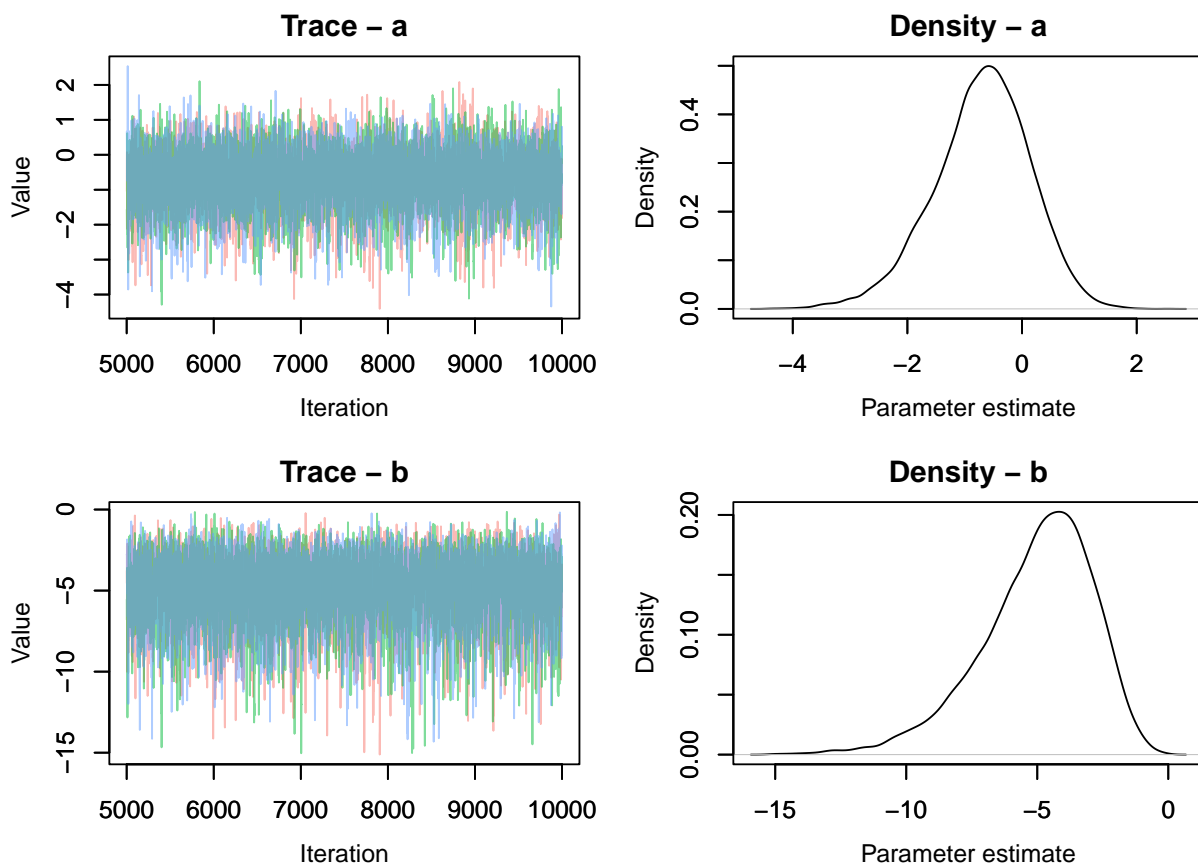 Trace − a
Value
2
0
−2
−4
5000 6000 7000 8000 9000 10000
Iteration
Density − a
Density
0.4
0.2
0.0
−4 −2 0 2
Parameter estimate
Trace − b
Value
0
−5
−10
−15
5000 6000 7000 8000 9000 10000
Iteration
Density − b
Density
0.20
0.10
0.00
−15 −10 −5 0
Parameter estimate